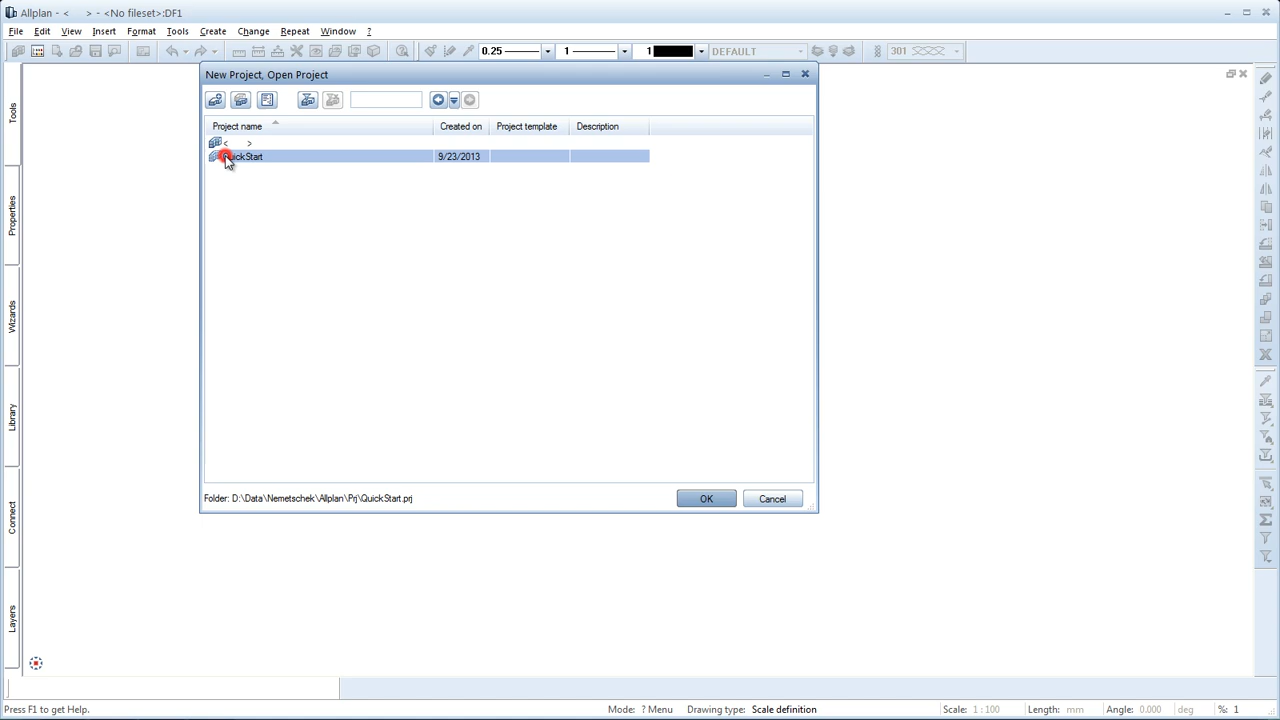 Allplan - <      > - <No fileset>:DF1
File Edit View Insert Format Tools Create Change Repeat Window ?
0.25 1 1 DEFAULT 301
New Project, Open Project
Project name Created on Project template Description
<      >
QuickStart 9/23/2013
Folder: D:\Data\Nemetschek\Allplan\Prj\QuickStart.prj OK Cancel
Tools
Properties
Wizards
Library
Connect
Layers
Press F1 to get Help. Mode: ? Menu Drawing type: Scale definition Scale: 1 : 100 Length: mm Angle: 0.000 deg %: 1